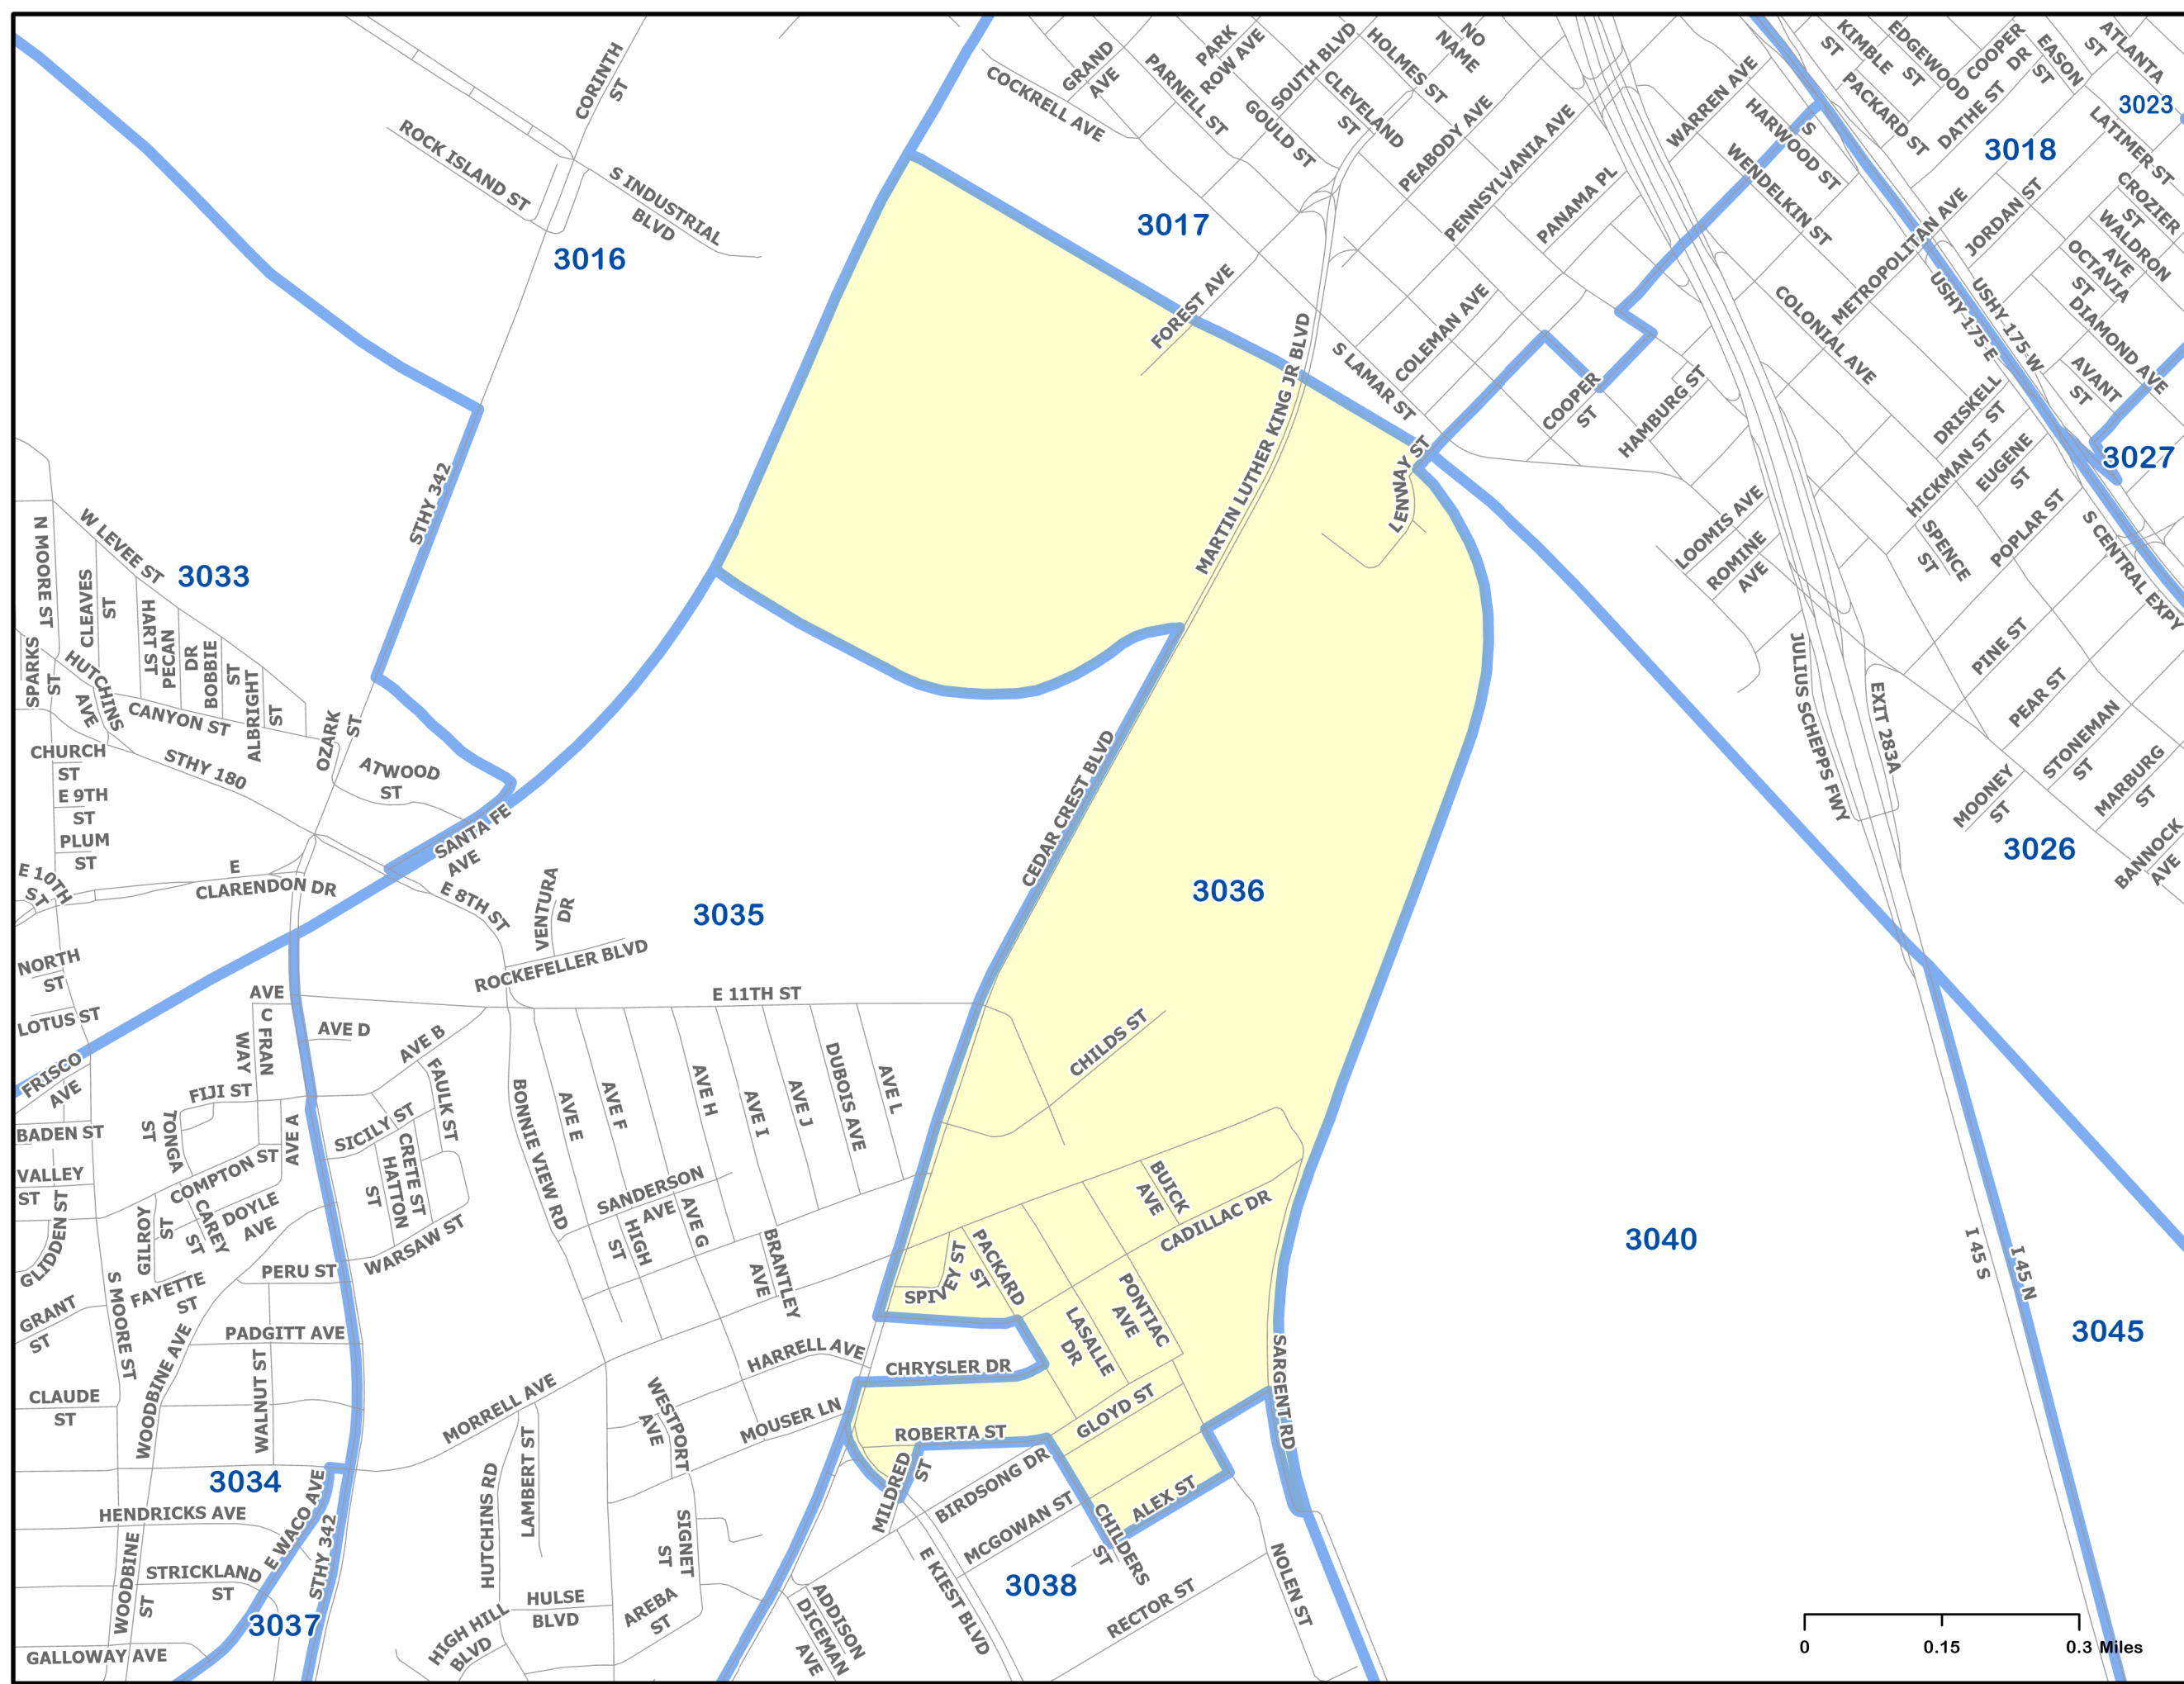 CORINTH
ST
ROCK ISLAND ST
S INDUSTRIAL
BLVD
3016
COCKRELL AVE
GRAND
AVE
PARK
ROW AVE
PARNELL ST
SOUTH BLVD
GOULD ST
CLEVELAND
ST
HOLMES ST
NO
NAME
PEABODY AVE
PENNSYLVANIA AVE
PANAMA PL
WARREN AVE
S
HARWOOD ST
WENDELKIN ST
KIMBLE
ST
EDGEWOOD
ST
COOPER
DR
EASON
ST
ATLANTA
ST
PACKARD ST
DATHE ST
3023
3018
LATIMER ST
CROZIER
ST
WALDRON
AVE
OCTAVIA
ST
DIAMOND AVE
JORDAN ST
METROPOLITAN AVE
USHY 175 E
USHY 175 W
COLONIAL AVE
AVANT
ST
3017
FOREST AVE
MARTIN LUTHER KING JR BLVD
S LAMAR ST
COLEMAN AVE
COOPER
ST
HAMBURG ST
LENWAY ST
DRISKELL
ST
HICKMAN ST
EUGENE
ST
3027
POPLAR ST
SPENCE
ST
S CENTRAL EXPY
LOOMIS AVE
ROMINE
AVE
PINE ST
PEAR ST
STONEMAN
ST
MARBURG
ST
MOONEY
ST
BANNOCK
AVE
3026
JULIUS SCHEPPS FWY
EXIT 283A
STHY 342
W LEVEE ST
3033
N MOORE ST
CLEAVES
ST
HART ST
PECAN
DR
BOBBIE
ST
ALBRIGHT
ST
SPARKS
ST
HUTCHINS
AVE
CANYON ST
OZARK
ST
CHURCH
ST
STHY 180
ATWOOD
ST
E 9TH
ST
PLUM
ST
SANTA FE
AVE
E 10TH
ST
E
CLARENDON DR
E 8TH ST
VENTURA
DR
ROCKEFELLER BLVD
3035
CEDAR CREST BLVD
3036
NORTH
ST
LOTUS ST
AVE
C
E 11TH ST
FRAN
WAY
AVE D
AVE B
FAULK ST
FRISCO
AVE
FIJI ST
BADEN ST
TONGA
ST
AVE A
SICILY ST
CRETE ST
HATTON
ST
VALLEY
ST
COMPTON ST
CAREY
ST
DOYLE
AVE
GILROY
ST
GLIDDEN ST
WARSAW ST
PERU ST
FAYETTE
ST
GRANT
ST
S MOORE ST
PADGITT AVE
CLAUDE
ST
WOODBINE AVE
WALNUT ST
3034
HENDRICKS AVE
E WACO AVE
STRICKLAND
ST
WOODBINE
ST
STHY 342
3037
GALLOWAY AVE
BONNIE VIEW RD
AVE E
AVE F
AVE H
AVE I
AVE J
DUBOIS AVE
AVE L
SANDERSON
AVE
HIGH
ST
AVE G
BRANTLEY
AVE
CHILDS ST
BUICK
AVE
CADILLAC DR
SPIVEY ST
PACKARD
ST
PONTIAC
AVE
LASALLE
DR
CHRYSLER DR
HARRELL AVE
MORRELL AVE
WESTPORT
AVE
MOUSER LN
ROBERTA ST
GLOYD ST
MILDRED
ST
BIRDSONG DR
MCGOWAN ST
ALEX ST
CHILDERS
ST
SARGENT RD
HUTCHINS RD
LAMBERT ST
SIGNET
ST
HULSE
BLVD
AREBA
ST
HIGH HILL
BLVD
ADDISON
DICEMAN
AVE
E KIEST BLVD
3038
RECTOR ST
NOLEN ST
3040
I 45 S
I 45 N
3045
0
0.15
0.3 Miles